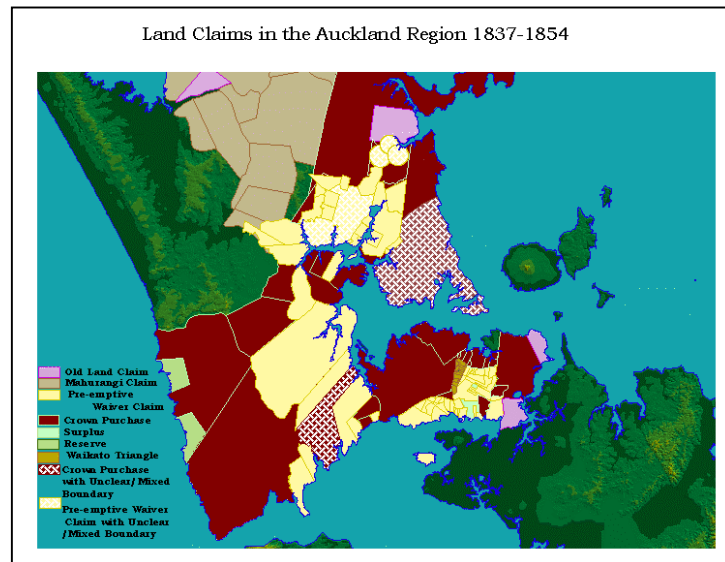 Land Claims in the Auckland Region 1837-1854
Old Land Claim
Mahurangi Claim
Pre-emptive
Waiver Claim
Crown Purchase
Surplus
Reserve
Waikato Triangle
Crown Purchase
with Unclear/Mixed
Boundary
Pre-emptive Waiver
Claim with Unclear
/Mixed Boundary